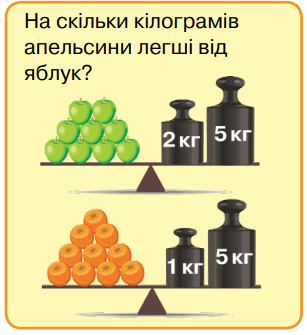 На скільки кілограмів
апельсини легші від
яблук?
2 кг
5 кг
1 кг
5 кг